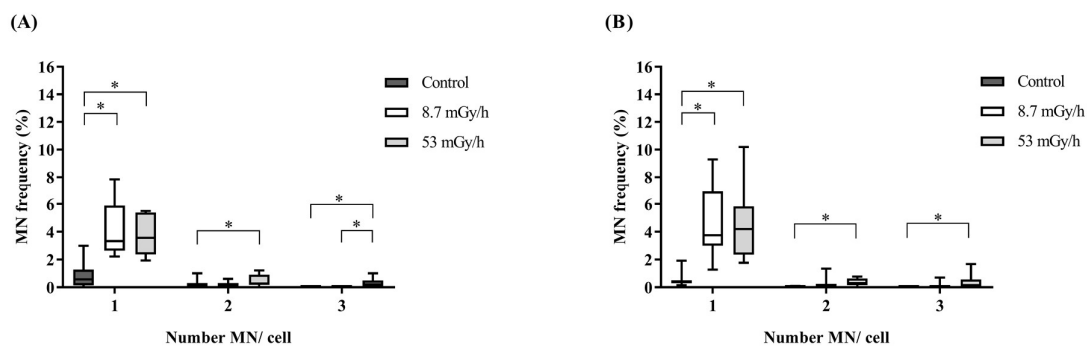 (A)
16
14
12
10
8
6
4
2
0
MN frequency (%)
*
*
*
*
*
Control
8.7 mGy/h
53 mGy/h
1 2 3
Number MN/ cell
(B)
16
14
12
10
8
6
4
2
0
MN frequency (%)
*
*
*
*
Control
8.7 mGy/h
53 mGy/h
1 2 3
Number MN/ cell